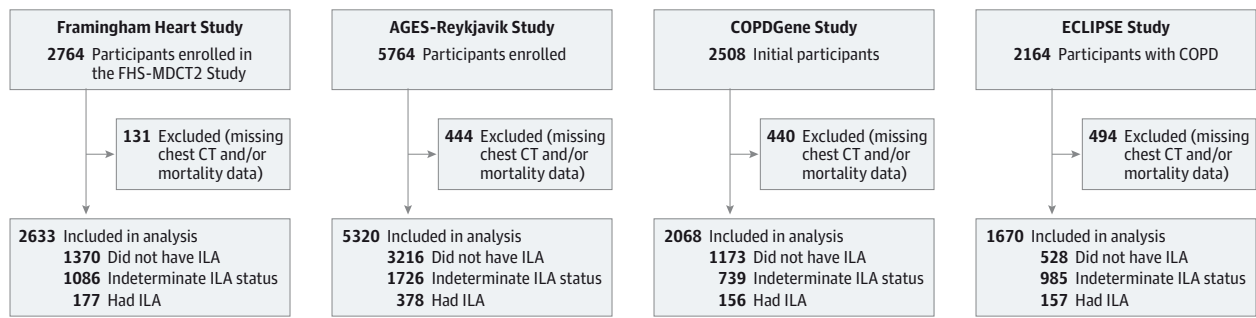 Framingham Heart Study
2764 Participants enrolled in
the FHS-MDCT2 Study
131 Excluded (missing
chest CT and/or
mortality data)
2633 Included in analysis
1370 Did not have ILA
1086 Indeterminate ILA status
177 Had ILA
AGES-Reykjavik Study
5764 Participants enrolled
444 Excluded (missing
chest CT and/or
mortality data)
5320 Included in analysis
3216 Did not have ILA
1726 Indeterminate ILA status
378 Had ILA
COPDGene Study
2508 Initial participants
440 Excluded (missing
chest CT and/or
mortality data)
2068 Included in analysis
1173 Did not have ILA
739 Indeterminate ILA status
156 Had ILA
ECLIPSE Study
2164 Participants with COPD
494 Excluded (missing
chest CT and/or
mortality data)
1670 Included in analysis
528 Did not have ILA
985 Indeterminate ILA status
157 Had ILA